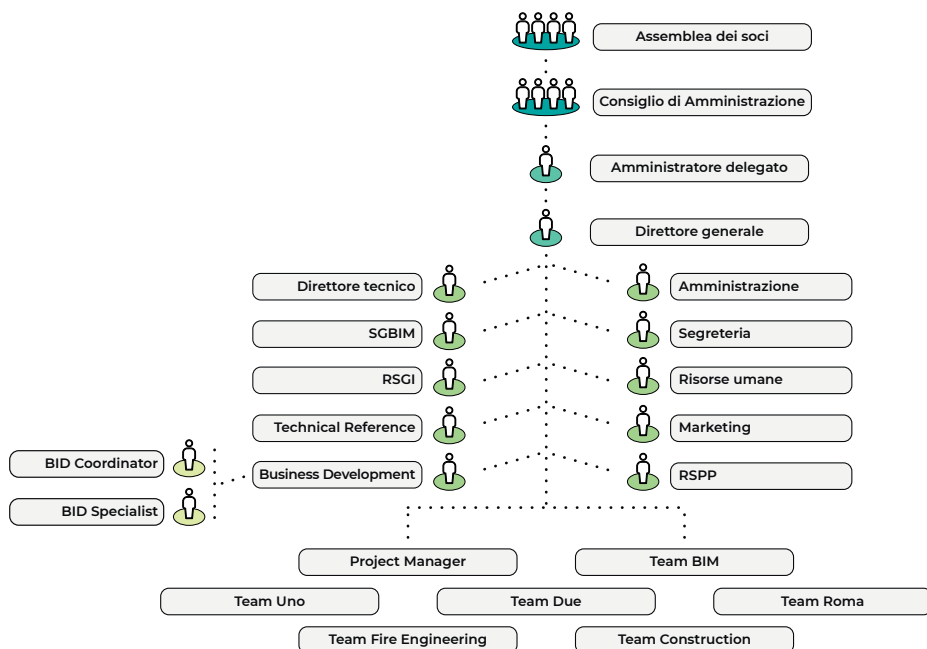 Assemblea dei soci
Consiglio di Amministrazione
Amministratore delegato
Direttore generale
Direttore tecnico
Amministrazione
SGBIM
Segreteria
RSGI
Risorse umane
Technical Reference
Marketing
BID Coordinator
Business Development
RSPP
BID Specialist
Project Manager
Team BIM
Team Uno
Team Due
Team Roma
Team Fire Engineering
Team Construction